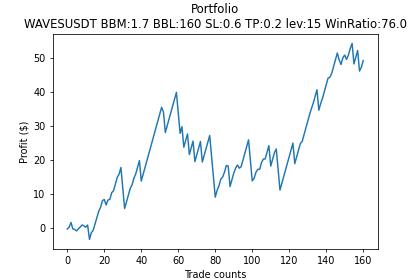 Portfolio
WAVESUSDT BBM:1.7 BBL:160 SL:0.6 TP:0.2 lev:15 WinRatio:76.0
Profit ($)
50
40
30
20
10
0
0 20 40 60 80 100 120 140 160
Trade counts